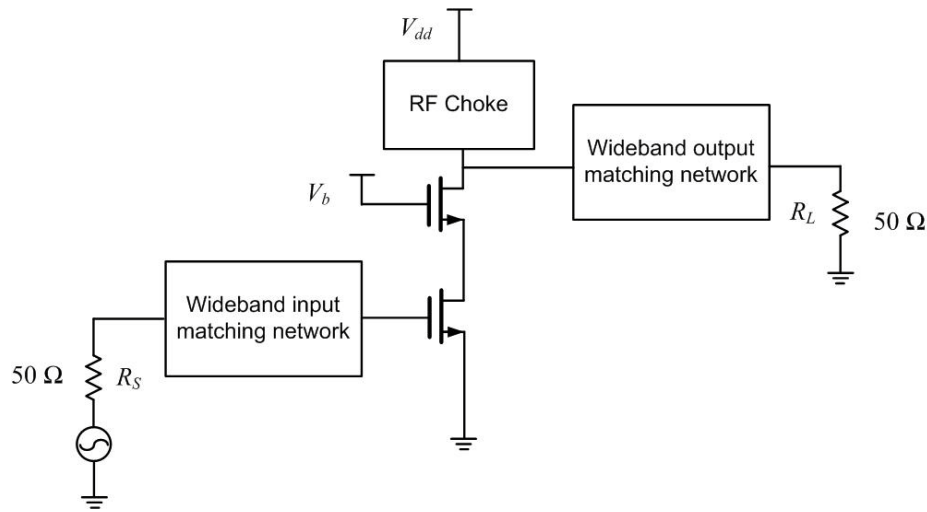 V_dd
RF Choke
Wideband output
matching network
V_b
R_L
50 Ω
Wideband input
matching network
50 Ω
R_S